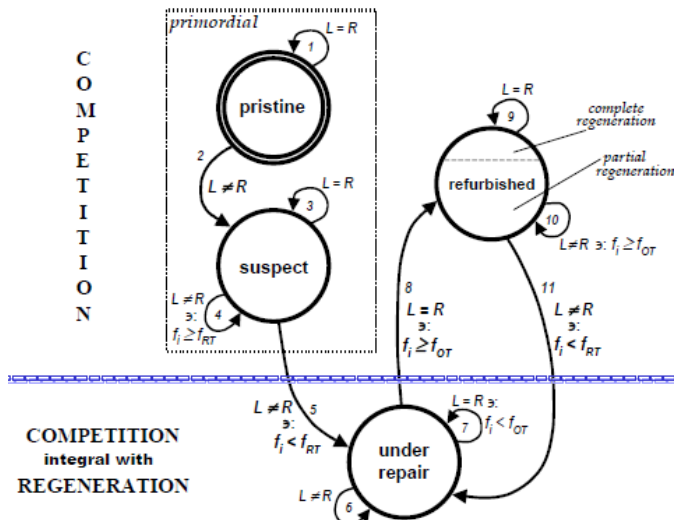 primordial
COMPETITION
1
L = R
pristine
2
L ≠ R
3
L = R
suspect
4
L ≠ R
϶:
fi ≥ fRT
9
L = R
complete
regeneration
partial
regeneration
refurbished
10
L≠R ϶: fi ≥ fOT
8
L = R
϶:
fi ≥ fOT
11
L ≠ R
϶:
fi < fRT
5
L ≠ R
϶:
fi < fRT
COMPETITION
integral with
REGENERATION
L = R ϶:
7
fi < fOT
under
repair
L≠R
6